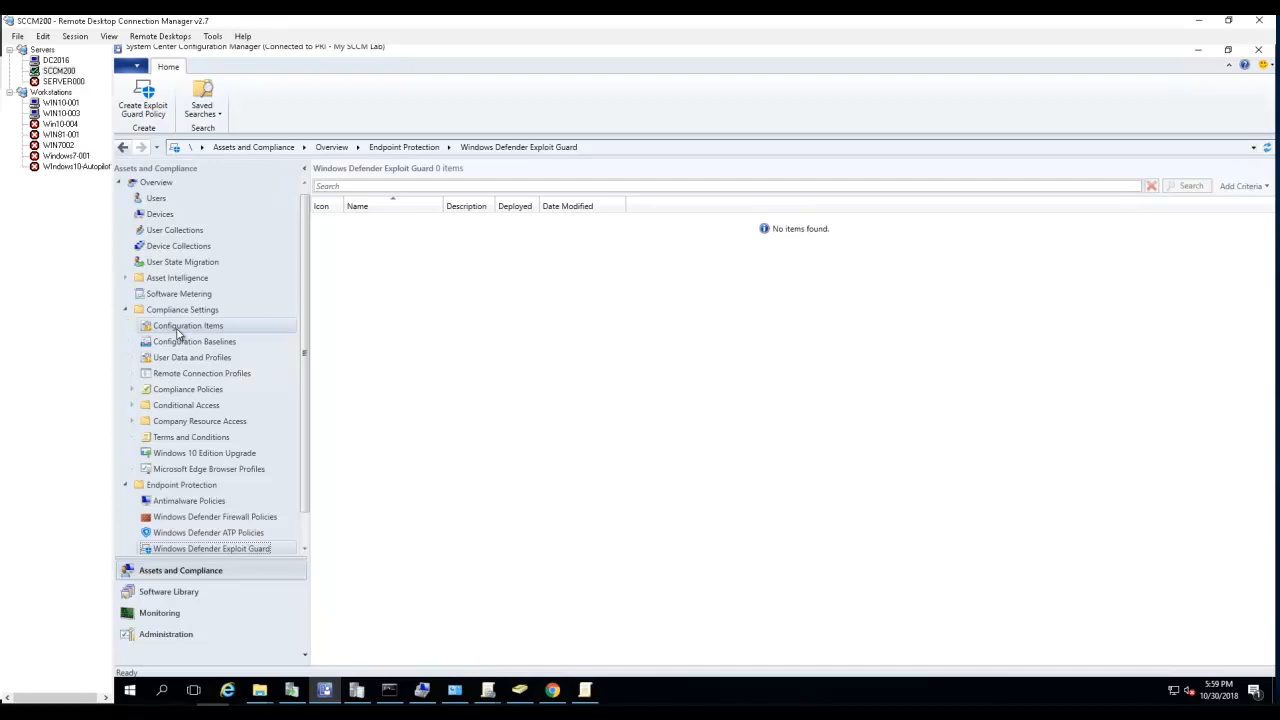 SCCM200 - Remote Desktop Connection Manager v2.7
File Edit Session View Remote Desktops Tools Help
Servers
DC2016
SCCM200
SERVER000
Workstations
WIN10-001
WIN10-003
Win10-004
WIN81-001
WIN7002
Windows7-001
WIndows10-Autopilot
System Center Configuration Manager (Connected to PRI - My SCCM Lab)
Home
Create Exploit
Guard Policy
Saved
Searches
Create
Search
\ Assets and Compliance Overview Endpoint Protection Windows Defender Exploit Guard
Assets and Compliance
Overview
Users
Devices
User Collections
Device Collections
User State Migration
Asset Intelligence
Software Metering
Compliance Settings
Configuration Items
Configuration Baselines
User Data and Profiles
Remote Connection Profiles
Compliance Policies
Conditional Access
Company Resource Access
Terms and Conditions
Windows 10 Edition Upgrade
Microsoft Edge Browser Profiles
Endpoint Protection
Antimalware Policies
Windows Defender Firewall Policies
Windows Defender ATP Policies
Windows Defender Exploit Guard
Assets and Compliance
Software Library
Monitoring
Administration
Windows Defender Exploit Guard 0 items
Search
Search
Add Criteria
Icon Name Description Deployed Date Modified
No items found.
Ready
5:59 PM
10/30/2018